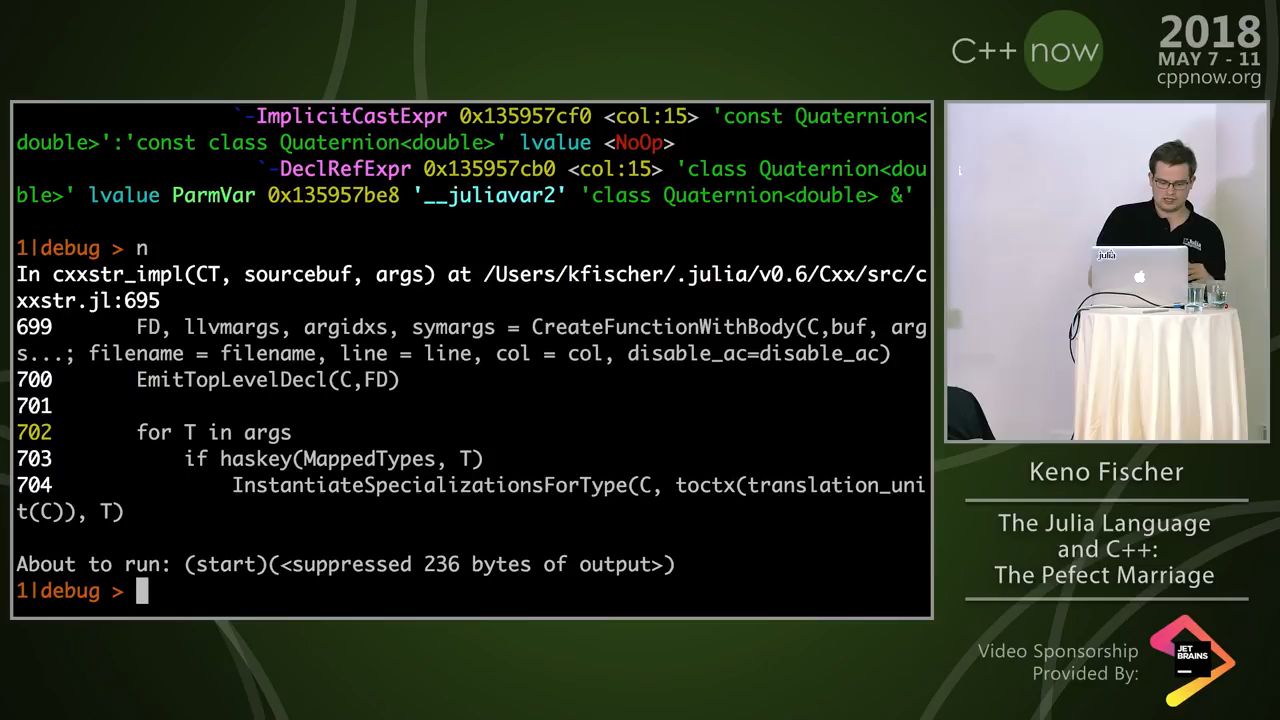 C++ now
2018
MAY 7 - 11
cppnow.org
`-ImplicitCastExpr 0x135957cf0 <col:15> 'const Quaternion<
double>':'const class Quaternion<double>' lvalue <NoOp>
`-DeclRefExpr 0x135957cb0 <col:15> 'class Quaternion<dou
ble>' lvalue ParmVar 0x135957be8 '__juliavar2' 'class Quaternion<double> &'
1|debug > n
In cxxstr_impl(CT, sourcebuf, args) at /Users/kfischer/.julia/v0.6/Cxx/src/c
xxstr.jl:695
699 FD, llvmargs, argidxs, symargs = CreateFunctionWithBody(C,buf, arg
s...; filename = filename, line = line, col = col, disable_ac=disable_ac)
700 EmitTopLevelDecl(C,FD)
701
702 for T in args
703 if haskey(MappedTypes, T)
704 InstantiateSpecializationsForType(C, toctx(translation_uni
t(C)), T)
About to run: (start)(<suppressed 236 bytes of output>)
1|debug >
julia
Keno Fischer
The Julia Language
and C++:
The Pefect Marriage
Video Sponsorship
Provided By:
JET
BRAINS